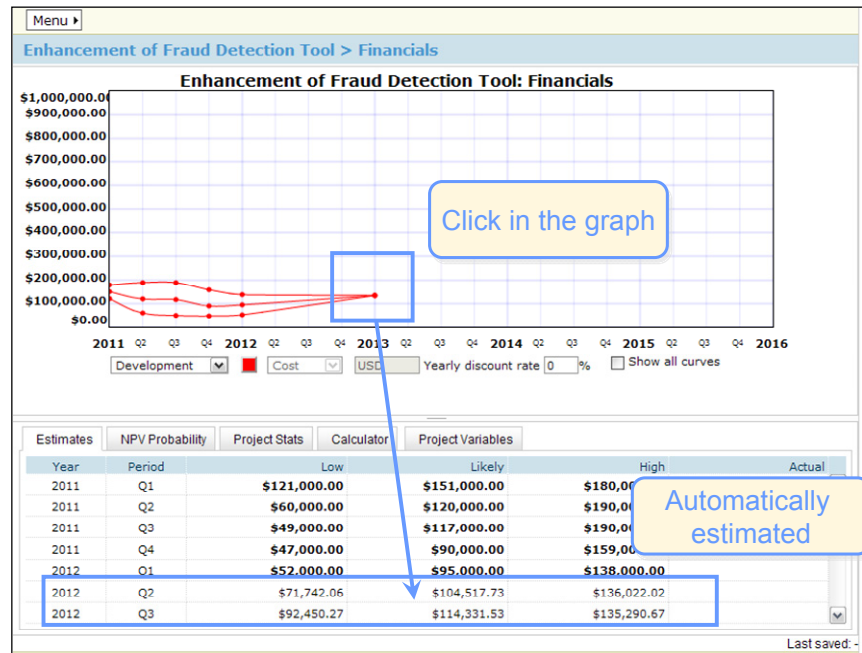 Menu
Enhancement of Fraud Detection Tool > Financials
Enhancement of Fraud Detection Tool: Financials
$1,000,000.00
$900,000.00
$800,000.00
$700,000.00
$600,000.00
$500,000.00
$400,000.00
$300,000.00
$200,000.00
$100,000.00
$0.00
Click in the graph
2011 Q2 Q3 Q4 2012 Q2 Q3 Q4 2013 Q2 Q3 Q4 2014 Q2 Q3 Q4 2015 Q2 Q3 Q4 2016
Development Cost USD Yearly discount rate 0 % Show all curves
Estimates NPV Probability Project Stats Calculator Project Variables
Year Period Low Likely High Actual
2011 Q1 $121,000.00 $151,000.00 $180,0
2011 Q2 $60,000.00 $120,000.00 $190,0
2011 Q3 $49,000.00 $117,000.00 $190,0
2011 Q4 $47,000.00 $90,000.00 $159,00
2012 Q1 $52,000.00 $95,000.00 $138,000.00
2012 Q2 $71,742.06 $104,517.73 $136,022.02
2012 Q3 $92,450.27 $114,331.53 $135,290.67
Automatically
estimated
Last saved: -